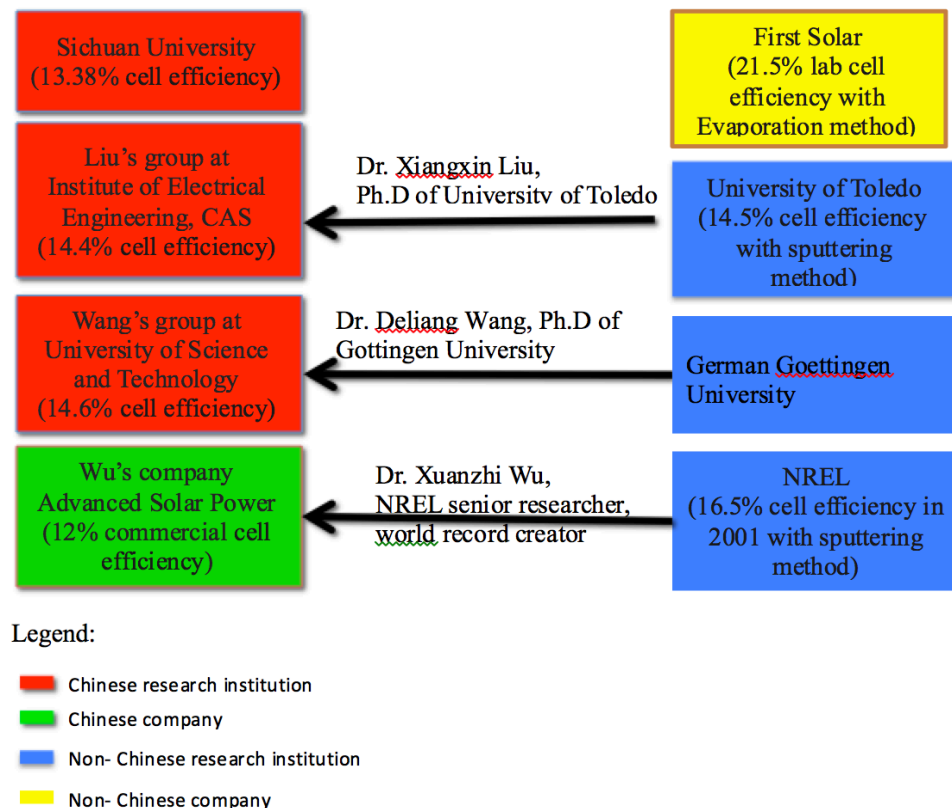 Sichuan University
(13.38% cell efficiency)
First Solar
(21.5% lab cell
efficiency with
Evaporation method)
Liu's group at
Institute of Electrical
Engineering, CAS
(14.4% cell efficiency)
Dr. Xiangxin Liu,
Ph.D of University of Toledo
University of Toledo
(14.5% cell efficiency
with sputtering
method)
Wang's group at
University of Science
and Technology
(14.6% cell efficiency)
Dr. Deliang Wang, Ph.D of
Gottingen University
German Goettingen
University
Wu's company
Advanced Solar Power
(12% commercial cell
efficiency)
Dr. Xuanzhi Wu,
NREL senior researcher,
world record creator
NREL
(16.5% cell efficiency in
2001 with sputtering
method)
Legend:
Chinese research institution
Chinese company
Non- Chinese research institution
Non- Chinese company